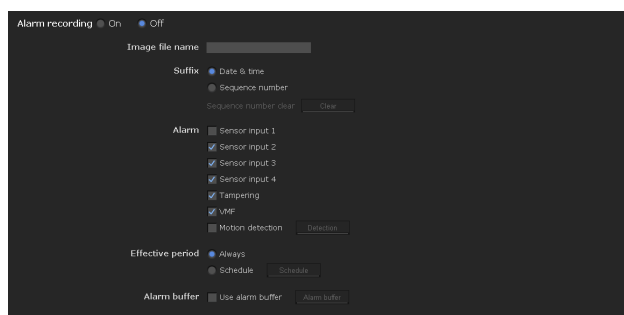 Alarm recording On Off
Image file name
Suffix Date & time
Sequence number
Sequence number clear Clear
Alarm Sensor input 1
Sensor input 2
Sensor input 3
Sensor input 4
Tampering
VMF
Motion detection Detection
Effective period Always
Schedule Schedule
Alarm buffer Use alarm buffer Alarm buffer